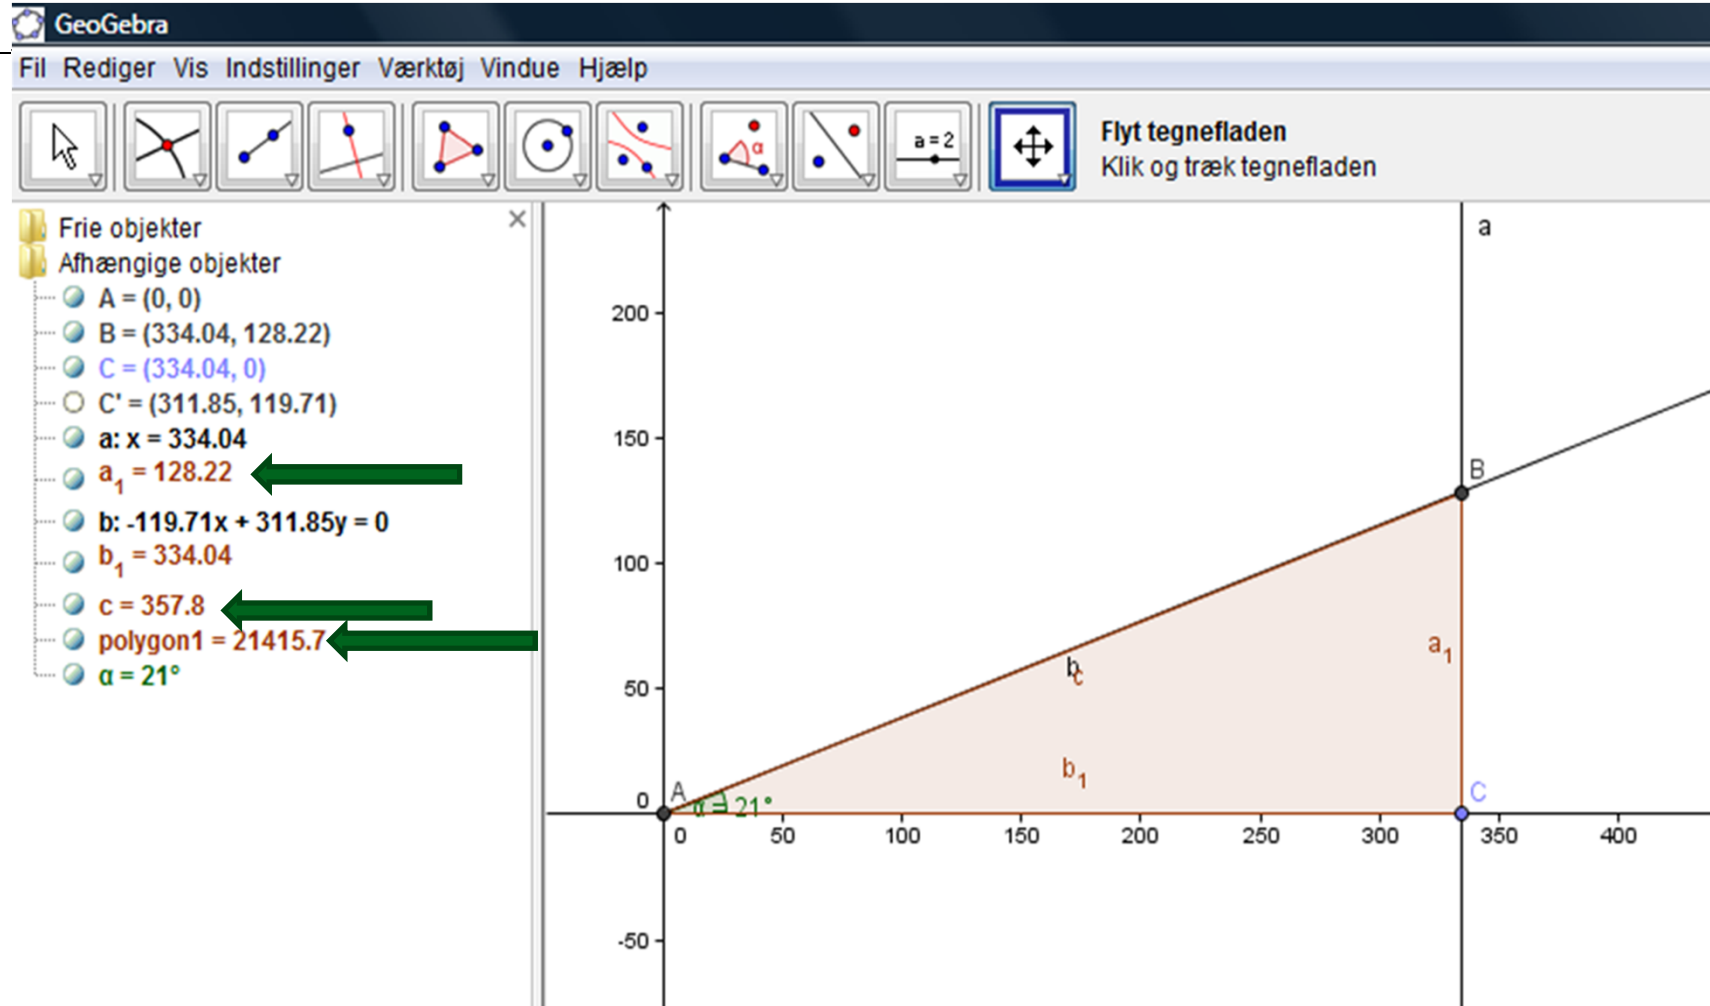 GeoGebra
Fil Rediger Vis Indstillinger Værktøj Vindue Hjælp
α
a = 2
Flyt tegnefladen
Klik og træk tegnefladen
Frie objekter
Afhængige objekter
A = (0, 0)
B = (334.04, 128.22)
C = (334.04, 0)
C' = (311.85, 119.71)
a: x = 334.04
a₁ = 128.22
b: -119.71x + 311.85y = 0
b₁ = 334.04
c = 357.8
polygon1 = 21415.7
α = 21°
a
200
150
B
100
a₁
b
c
50
b₁
A
C
0
α = 21°
0 50 100 150 200 250 300 350 400
-50